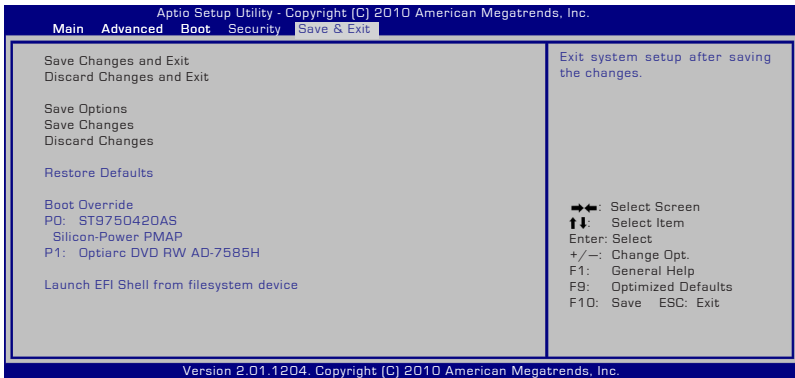 Aptio Setup Utility - Copyright (C) 2010 American Megatrends, Inc.
Main Advanced Boot Security Save & Exit
Save Changes and Exit
Discard Changes and Exit
Save Options
Save Changes
Discard Changes
Restore Defaults
Boot Override
P0: ST9750420AS
Silicon-Power PMAP
P1: Optiarc DVD RW AD-7585H
Launch EFI Shell from filesystem device
Exit system setup after saving
the changes.
➡⬅: Select Screen
⬆⬇: Select Item
Enter: Select
+/—: Change Opt.
F1: General Help
F9: Optimized Defaults
F10: Save ESC: Exit
Version 2.01.1204. Copyright (C) 2010 American Megatrends, Inc.